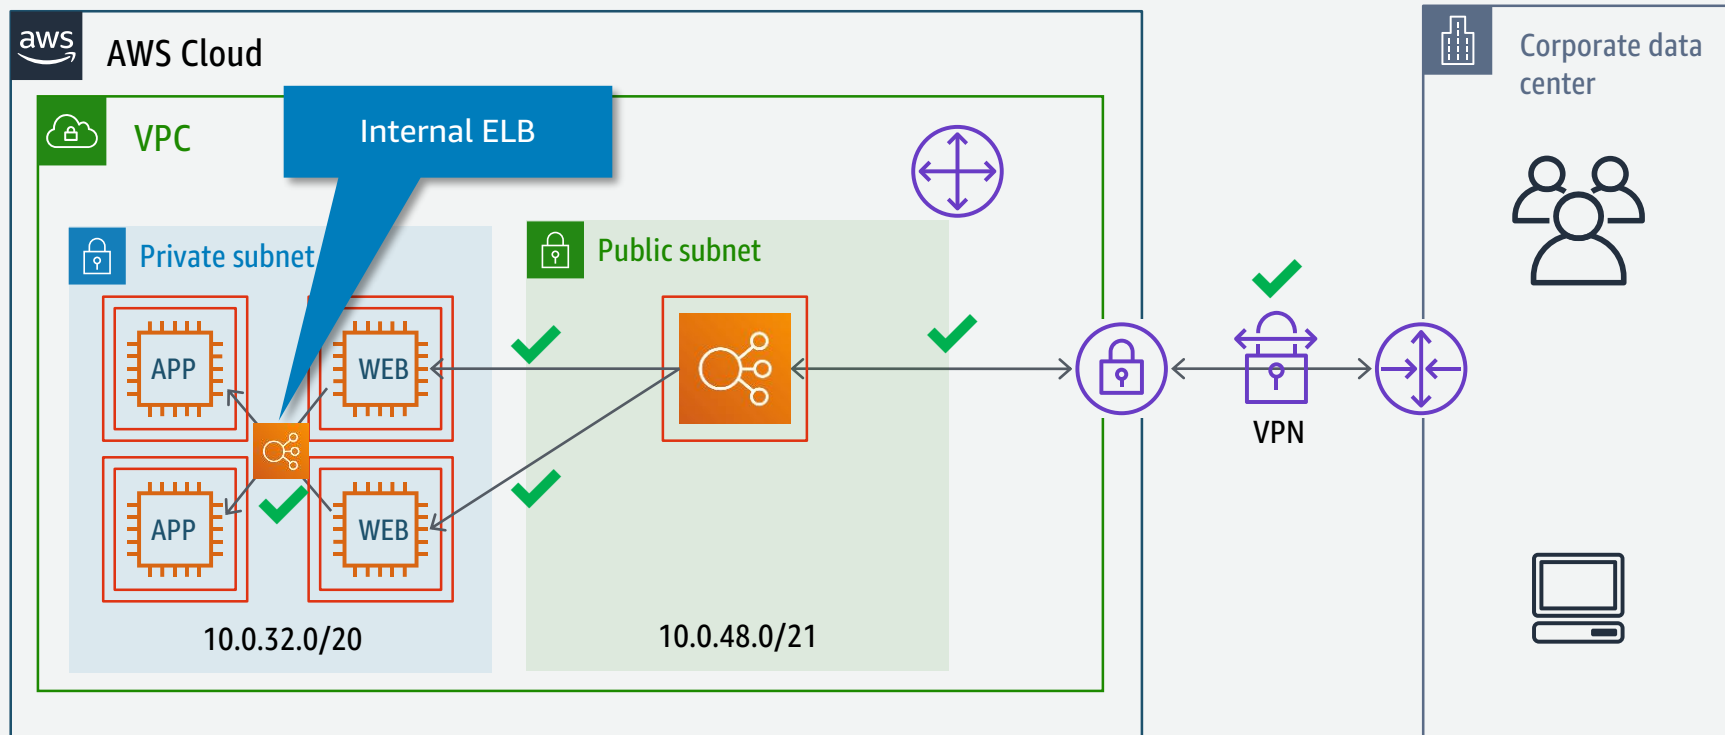 aws
AWS Cloud
Corporate data
center
VPC
Internal ELB
Private subnet
Public subnet
APP
WEB
VPN
APP
WEB
10.0.32.0/20
10.0.48.0/21